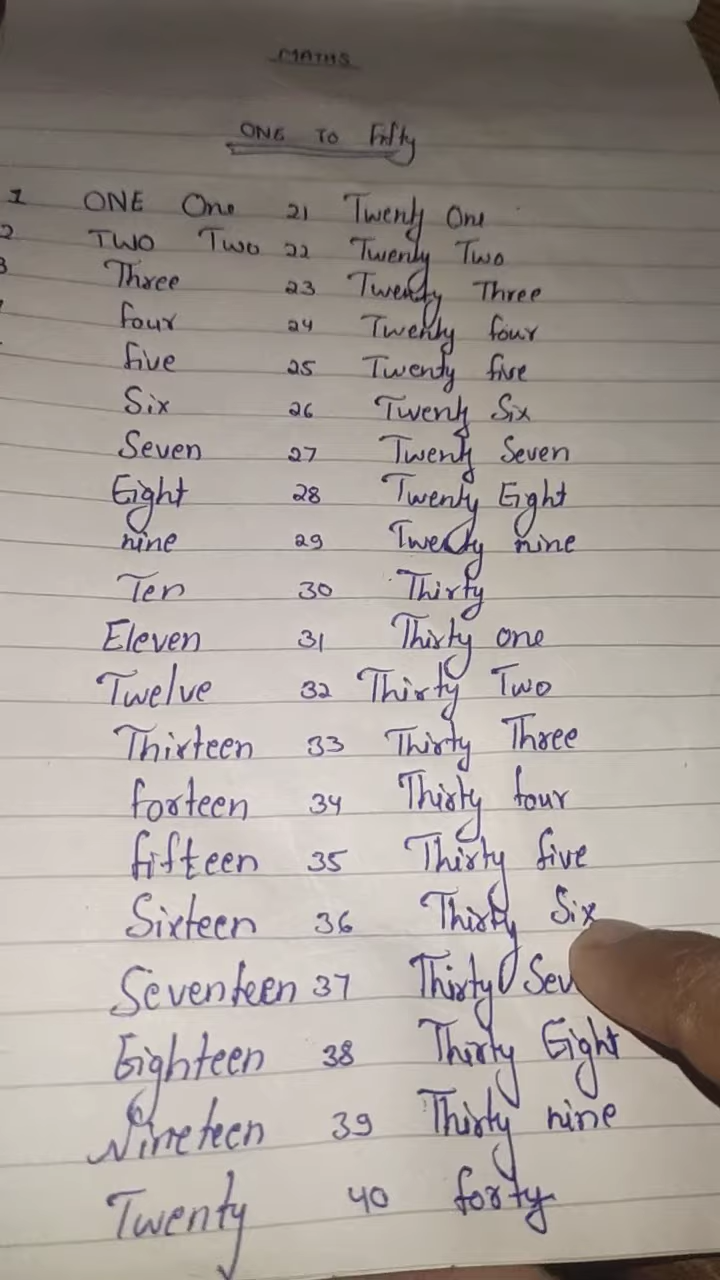 MATHS
ONE TO Fifty
1 ONE One 21 Twenty One
2 TWO Two 22 Twenty Two
3 Three 23 Twenty Three
four 24 Twenty four
five 25 Twenty five
Six 26 Twenty Six
Seven 27 Twenty Seven
Eight 28 Twenty Eight
nine 29 Twenty nine
Ten 30 Thirty
Eleven 31 Thirty one
Twelve 32 Thirty Two
Thirteen 33 Thirty Three
forteen 34 Thirty four
fifteen 35 Thirty five
Sixteen 36 Thirty Six
Seventeen 37 Thirty
Eighteen 38 Thirty Eight
Nineteen 39 Thirty nine
Twenty 40 forty